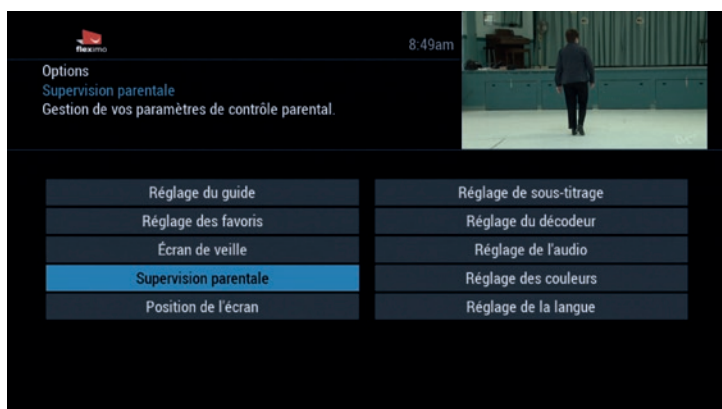 fleximo
8:49am
Options
Supervision parentale
Gestion de vos paramètres de contrôle parental.
Réglage du guide
Réglage de sous-titrage
Réglage des favoris
Réglage du décodeur
Écran de veille
Réglage de l'audio
Supervision parentale
Réglage des couleurs
Position de l'écran
Réglage de la langue